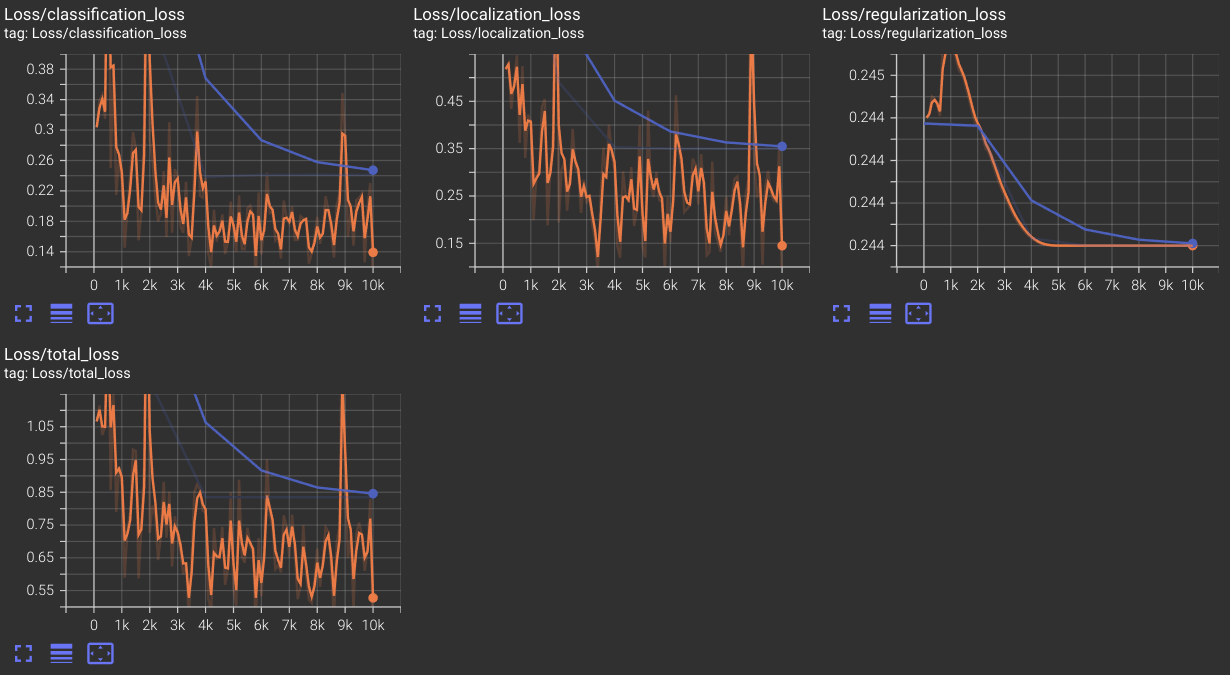 Loss/classification_loss
tag: Loss/classification_loss
0.38
0.34
0.3
0.26
0.22
0.18
0.14
0 1k 2k 3k 4k 5k 6k 7k 8k 9k 10k
Loss/localization_loss
tag: Loss/localization_loss
0.45
0.35
0.25
0.15
0 1k 2k 3k 4k 5k 6k 7k 8k 9k 10k
Loss/regularization_loss
tag: Loss/regularization_loss
0.245
0.244
0.244
0.244
0.244
0 1k 2k 3k 4k 5k 6k 7k 8k 9k 10k
Loss/total_loss
tag: Loss/total_loss
1.05
0.95
0.85
0.75
0.65
0.55
0 1k 2k 3k 4k 5k 6k 7k 8k 9k 10k